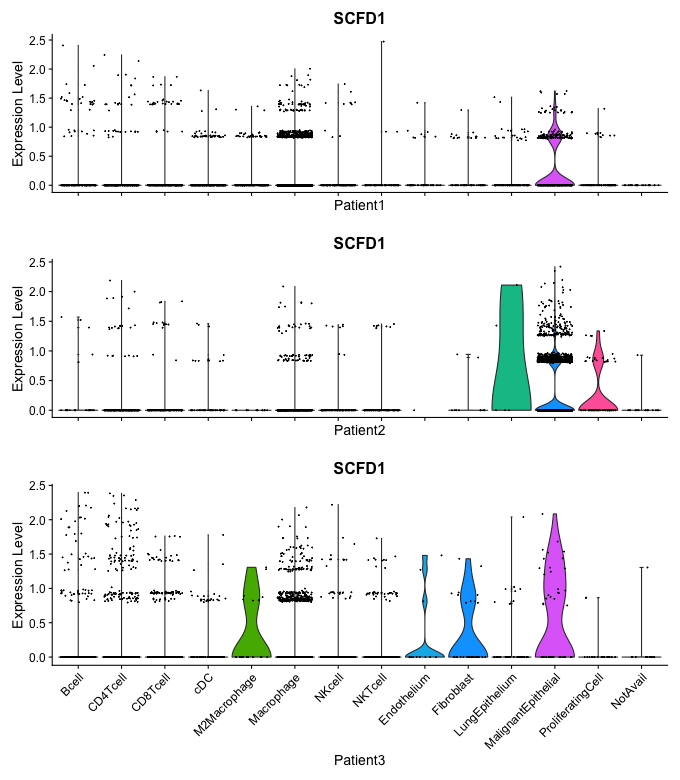 SCFD1
Expression Level
2.5
2.0
1.5
1.0
0.5
0.0
Patient1
SCFD1
Expression Level
2.5
2.0
1.5
1.0
0.5
0.0
Patient2
SCFD1
Expression Level
2.5
2.0
1.5
1.0
0.5
0.0
Bcell
CD4Tcell
CD8Tcell
cDC
M2Macrophage
Macrophage
NKcell
NKTcell
Endothelium
Fibroblast
LungEpithelium
MalignantEpithelial
ProliferatingCell
NotAvail
Patient3